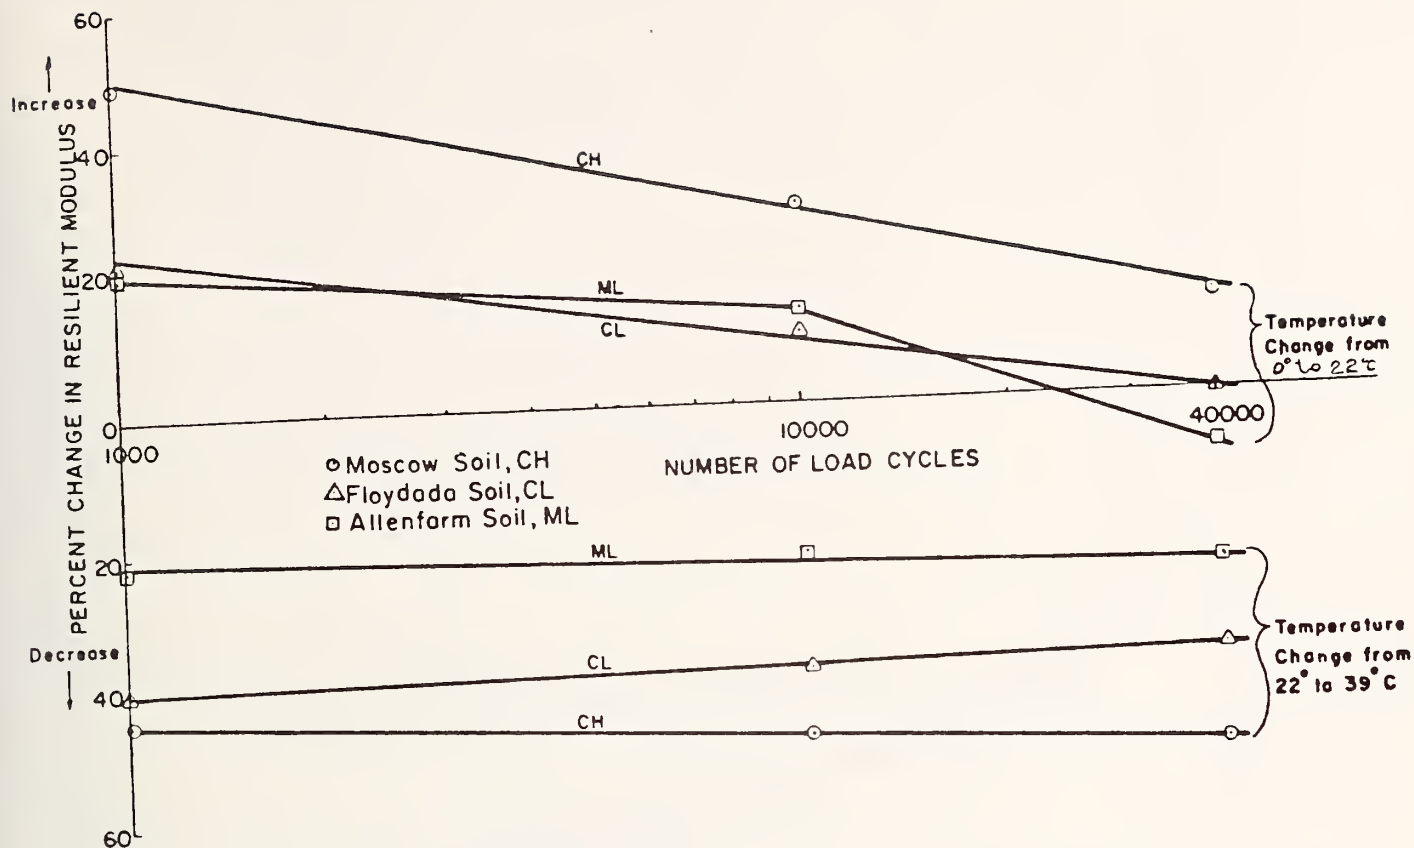 60
Increase
40
CH
20
ML
CL
Temperature
Change from
0° to 22℃
0
1000
10000
40000
NUMBER OF LOAD CYCLES
PERCENT CHANGE IN RESILIENT MODULUS
Moscow Soil, CH
Floydada Soil, CL
Allenfarm Soil, ML
20
ML
Decrease
CL
40
CH
Temperature
Change from
22° to 39°C
60